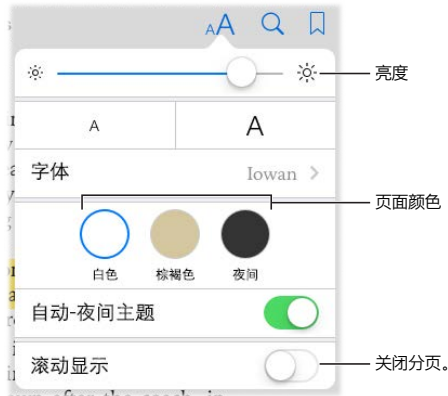 AA
亮度
A A
字体 Iowan >
页面颜色
白色 棕褐色 夜间
自动-夜间主题
滚动显示
关闭分页。